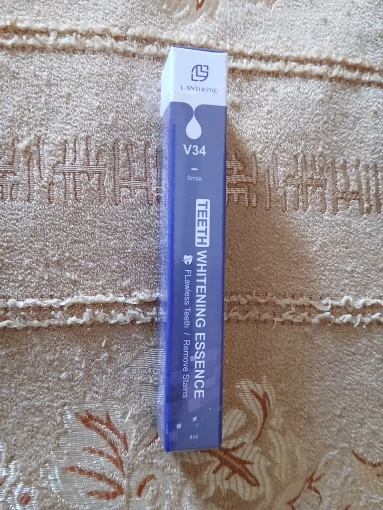 LANTHOME
V34
Smile
TEETH WHITENING ESSENCE
FLawless Teeth / Remove Stains
4ml